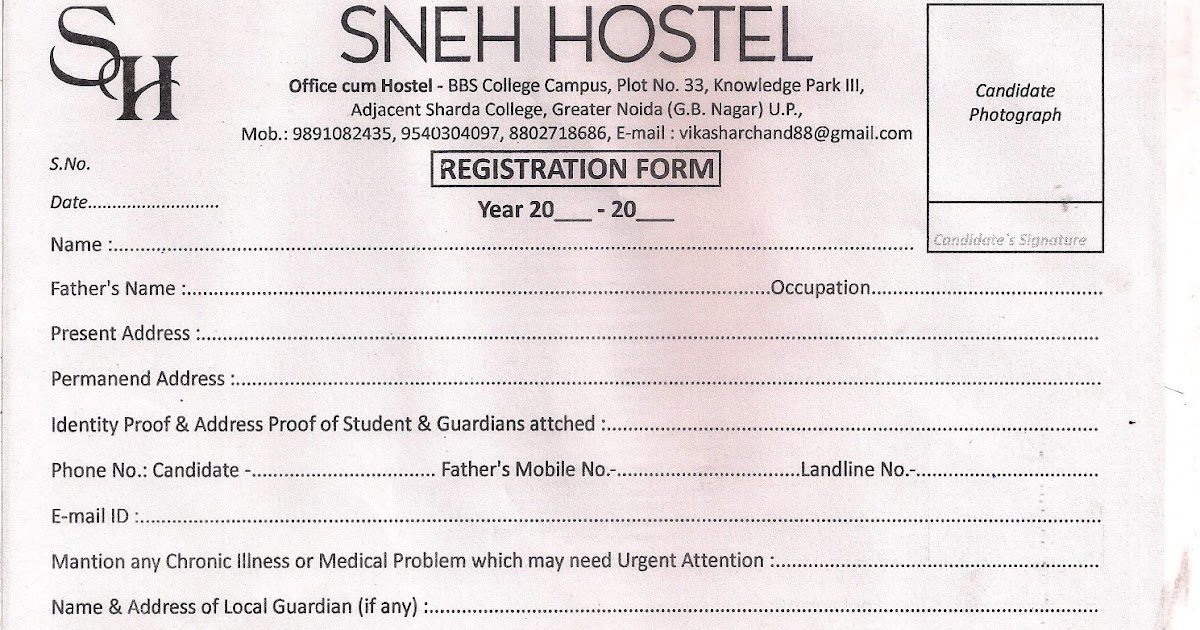 SH
SNEH HOSTEL
Office cum Hostel - BBS College Campus, Plot No. 33, Knowledge Park III,
Adjacent Sharda College, Greater Noida (G.B. Nagar) U.P.,
Mob.: 9891082435, 9540304097, 8802718686, E-mail : vikasharchand88@gmail.com
Candidate
Photograph
S.No.
REGISTRATION FORM
Date...........................
Year 20___ - 20___
Candidate`s Signature
Name :................................................................
Father's Name :................................................................Occupation................................
Present Address :................................................................
Permanend Address :................................................................
Identity Proof & Address Proof of Student & Guardians attched :................................................................
Phone No.: Candidate -................................ Father's Mobile No.-................................Landline No.-................................
E-mail ID :................................................................
Mantion any Chronic Illness or Medical Problem which may need Urgent Attention :................................................................
Name & Address of Local Guardian (if any) :................................................................